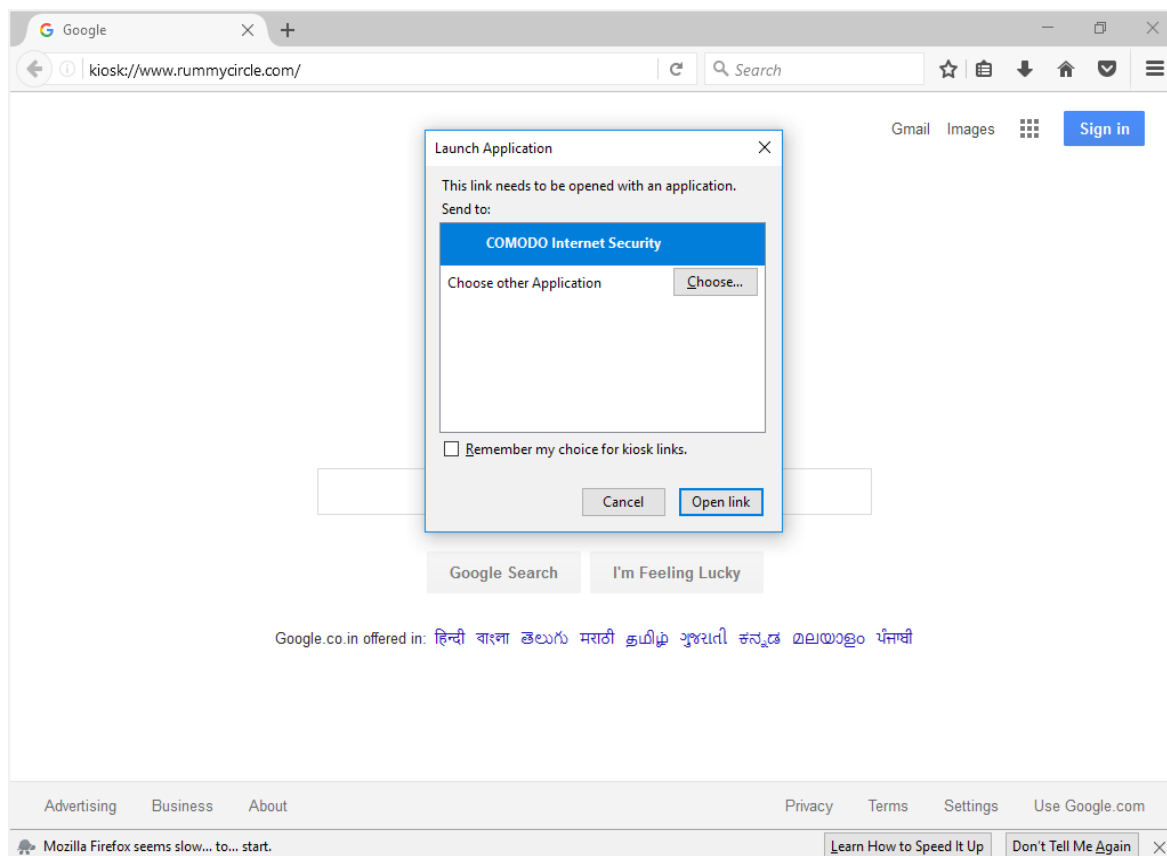 Google
kiosk://www.rummycircle.com/
Search
Gmail Images Sign in
Launch Application
This link needs to be opened with an application.
Send to:
COMODO Internet Security
Choose other Application Choose...
Remember my choice for kiosk links.
Cancel Open link
Google Search I'm Feeling Lucky
Google.co.in offered in: हिन्दी বাংলা తెలుగు मराठी தமிழ் ગુજરાતી ಕನ್ನಡ മലയാളം ਪੰਜਾਬੀ
Advertising Business About Privacy Terms Settings Use Google.com
Mozilla Firefox seems slow... to... start. Learn How to Speed It Up Don't Tell Me Again